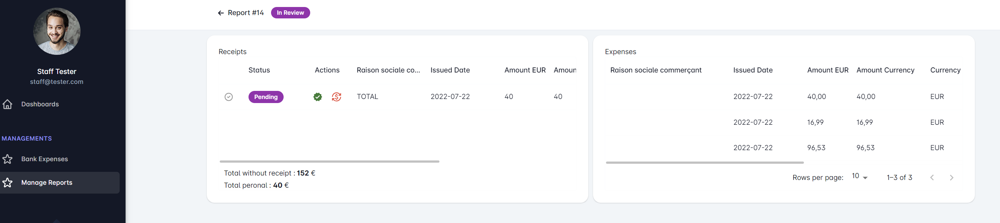 Staff Tester
staff@tester.com
Dashboards
MANAGEMENTS
Bank Expenses
Manage Reports
Report #14 In Review
Receipts
Status Actions Raison sociale co... Issued Date Amount EUR Amoun
Pending TOTAL 2022-07-22 40 40
Total without receipt : 152 €
Total peronal : 40 €
Expenses
Raison sociale commerçant Issued Date Amount EUR Amount Currency Currency
2022-07-22 40,00 40,00 EUR
2022-07-22 16,99 16,99 EUR
2022-07-22 96,53 96,53 EUR
Rows per page: 10 1–3 of 3